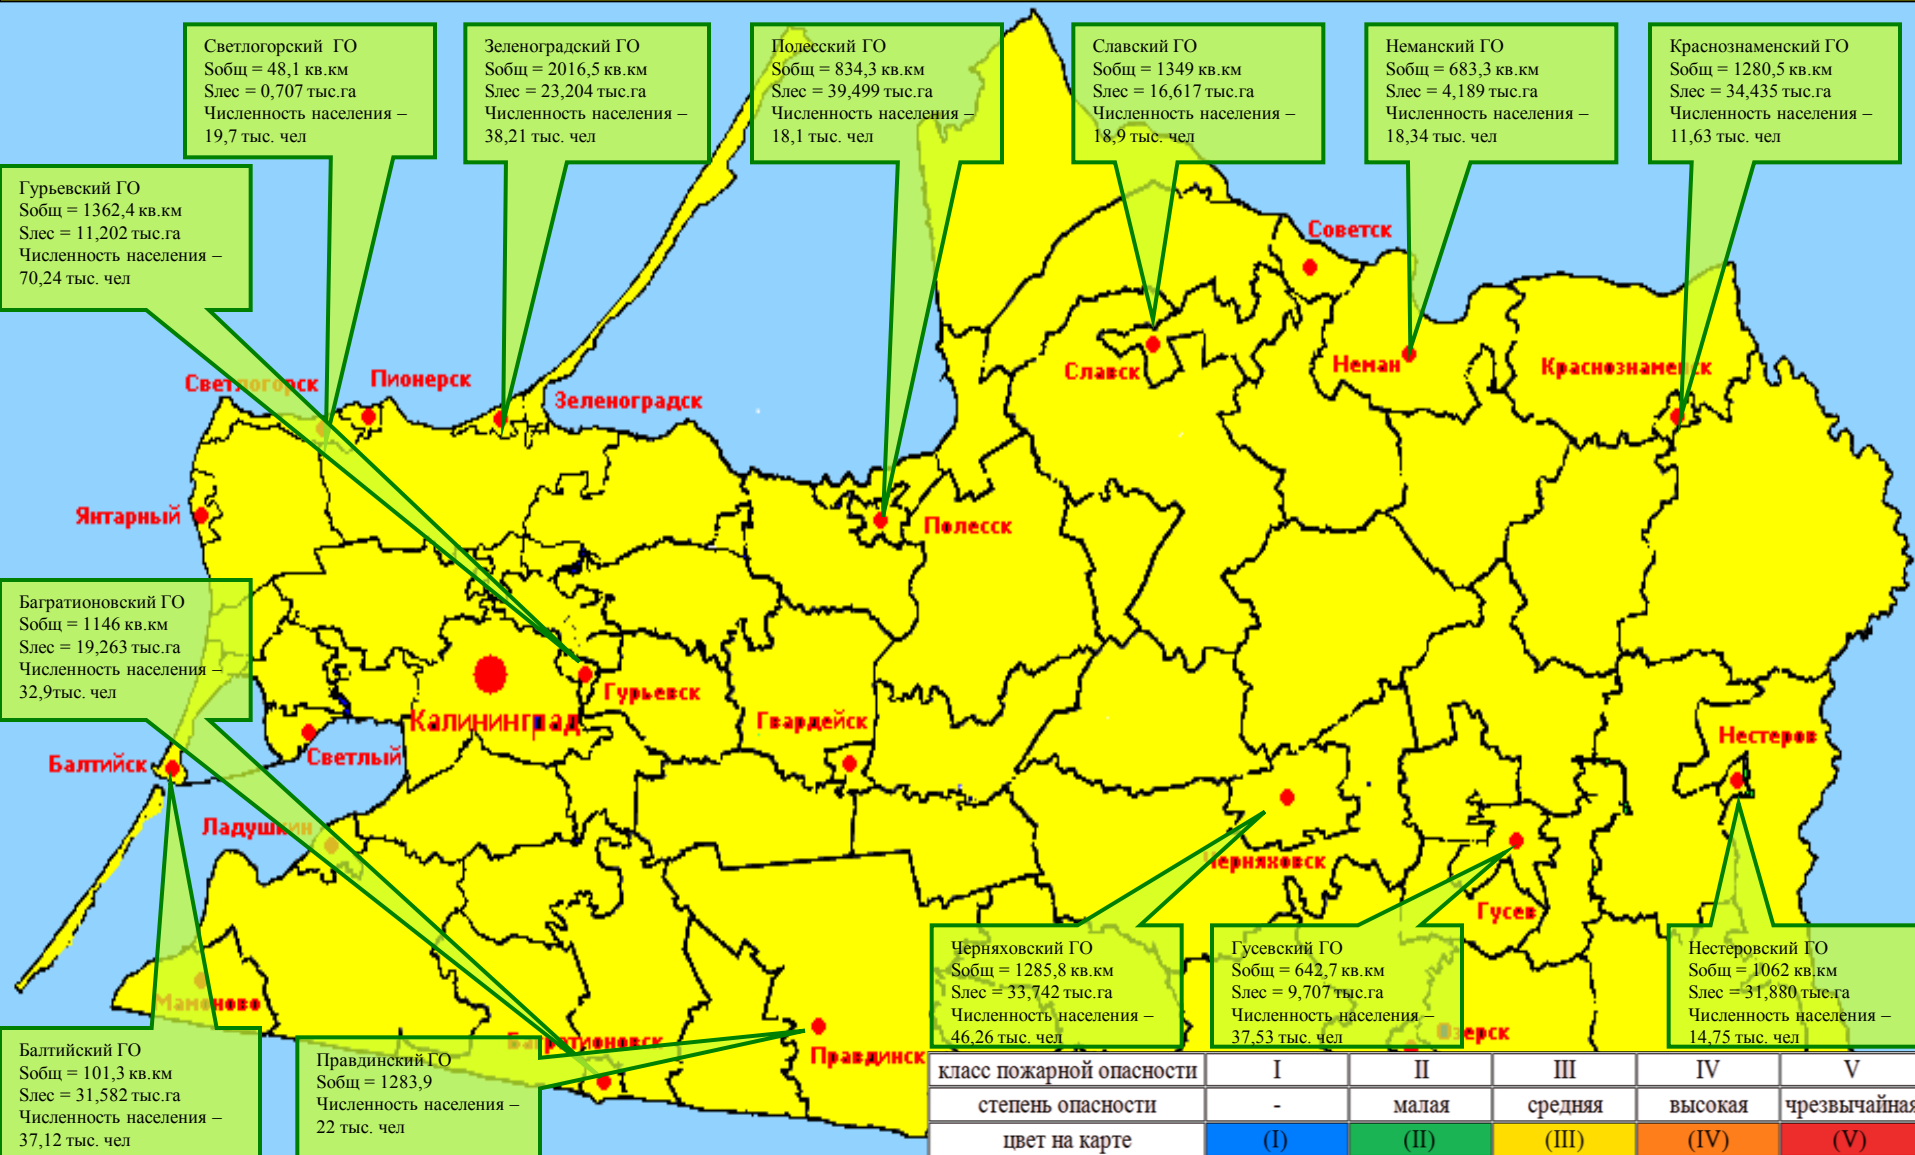 Светлогорский ГО
Sобщ = 48,1 кв.км
Sлес = 0,707 тыс.га
Численность населения –
19,7 тыс. чел
Зеленоградский ГО
Sобщ = 2016,5 кв.км
Sлес = 23,204 тыс.га
Численность населения –
38,21 тыс. чел
Полесский ГО
Sобщ = 834,3 кв.км
Sлес = 39,499 тыс.га
Численность населения –
18,1 тыс. чел
Славский ГО
Sобщ = 1349 кв.км
Sлес = 16,617 тыс.га
Численность населения –
18,9 тыс. чел
Неманский ГО
Sобщ = 683,3 кв.км
Sлес = 4,189 тыс.га
Численность населения –
18,34 тыс. чел
Краснознаменский ГО
Sобщ = 1280,5 кв.км
Sлес = 34,435 тыс.га
Численность населения –
11,63 тыс. чел
Гурьевский ГО
Sобщ = 1362,4 кв.км
Sлес = 11,202 тыс.га
Численность населения –
70,24 тыс. чел
Советск
Славск
Неман
Краснознаменск
Светлогорск
Пионерск
Зеленоградск
Янтарный
Полесск
Багратионовский ГО
Sобщ = 1146 кв.км
Sлес = 19,263 тыс.га
Численность населения –
32,9тыс. чел
Гурьевск
Калининград
Гвардейск
Нестеров
Светлый
Балтийск
Ладушкин
Черняховск
Гусев
Мамоново
Багратионовск
Правдинск
Озерск
Черняховский ГО
Sобщ = 1285,8 кв.км
Sлес = 33,742 тыс.га
Численность населения –
46,26 тыс. чел
Гусевский ГО
Sобщ = 642,7 кв.км
Sлес = 9,707 тыс.га
Численность населения –
37,53 тыс. чел
Нестеровский ГО
Sобщ = 1062 кв.км
Sлес = 31,880 тыс.га
Численность населения –
14,75 тыс. чел
Балтийский ГО
Sобщ = 101,3 кв.км
Sлес = 31,582 тыс.га
Численность населения –
37,12 тыс. чел
Правдинский ГО
Sобщ = 1283,9
Численность населения –
22 тыс. чел
класс пожарной опасности I II III IV V
степень опасности - малая средняя высокая чрезвычайная
цвет на карте (I) (II) (III) (IV) (V)